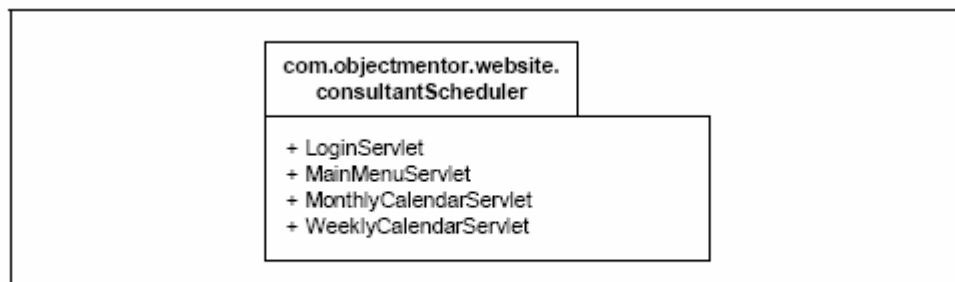 com.objectmentor.website.
consultantScheduler
+ LoginServlet
+ MainMenuServlet
+ MonthlyCalendarServlet
+ WeeklyCalendarServlet